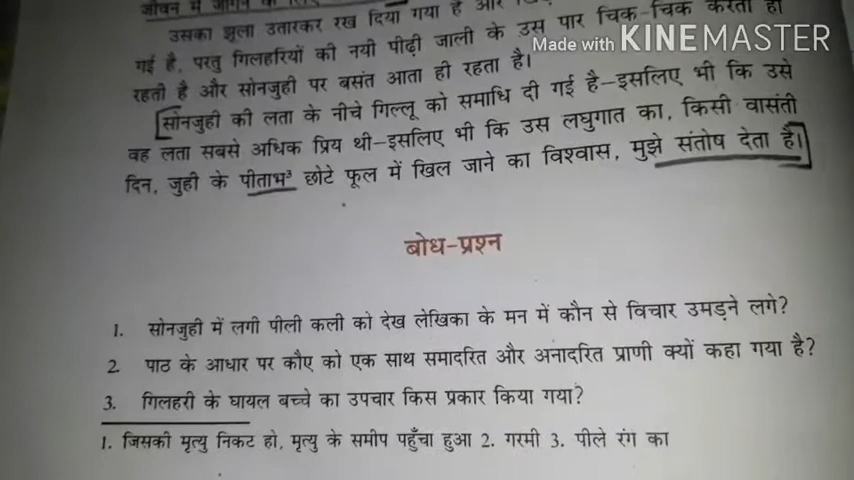 जीवन में जागने के लिए
उसका झूला उतारकर रख दिया गया है और
गई है, परंतु गिलहरियों की नयी पीढ़ी जाली के उस पार चिक-चिक करती ही
Made with KINEMASTER
रहती है और सोनजुही पर बसंत आता ही रहता है।
सोनजुही की लता के नीचे गिल्लू को समाधि दी गई है–इसलिए भी कि उसे
वह लता सबसे अधिक प्रिय थी–इसलिए भी कि उस लघुगात का, किसी वासंती
दिन, जुही के पीताभ³ छोटे फूल में खिल जाने का विश्वास, मुझे संतोष देता है।
बोध-प्रश्न
1. सोनजुही में लगी पीली कली को देख लेखिका के मन में कौन से विचार उमड़ने लगे?
2. पाठ के आधार पर कौए को एक साथ समादरित और अनादरित प्राणी क्यों कहा गया है?
3. गिलहरी के घायल बच्चे का उपचार किस प्रकार किया गया?
1. जिसकी मृत्यु निकट हो, मृत्यु के समीप पहुँचा हुआ 2. गरमी 3. पीले रंग का